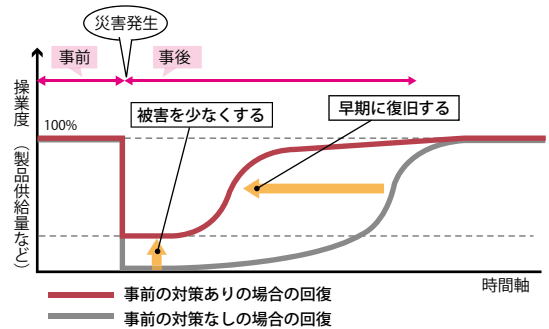 災害発生
事前
事後
操業度（製品供給量など）
100%
被害を少なくする
早期に復旧する
時間軸
事前の対策ありの場合の回復
事前の対策なしの場合の回復